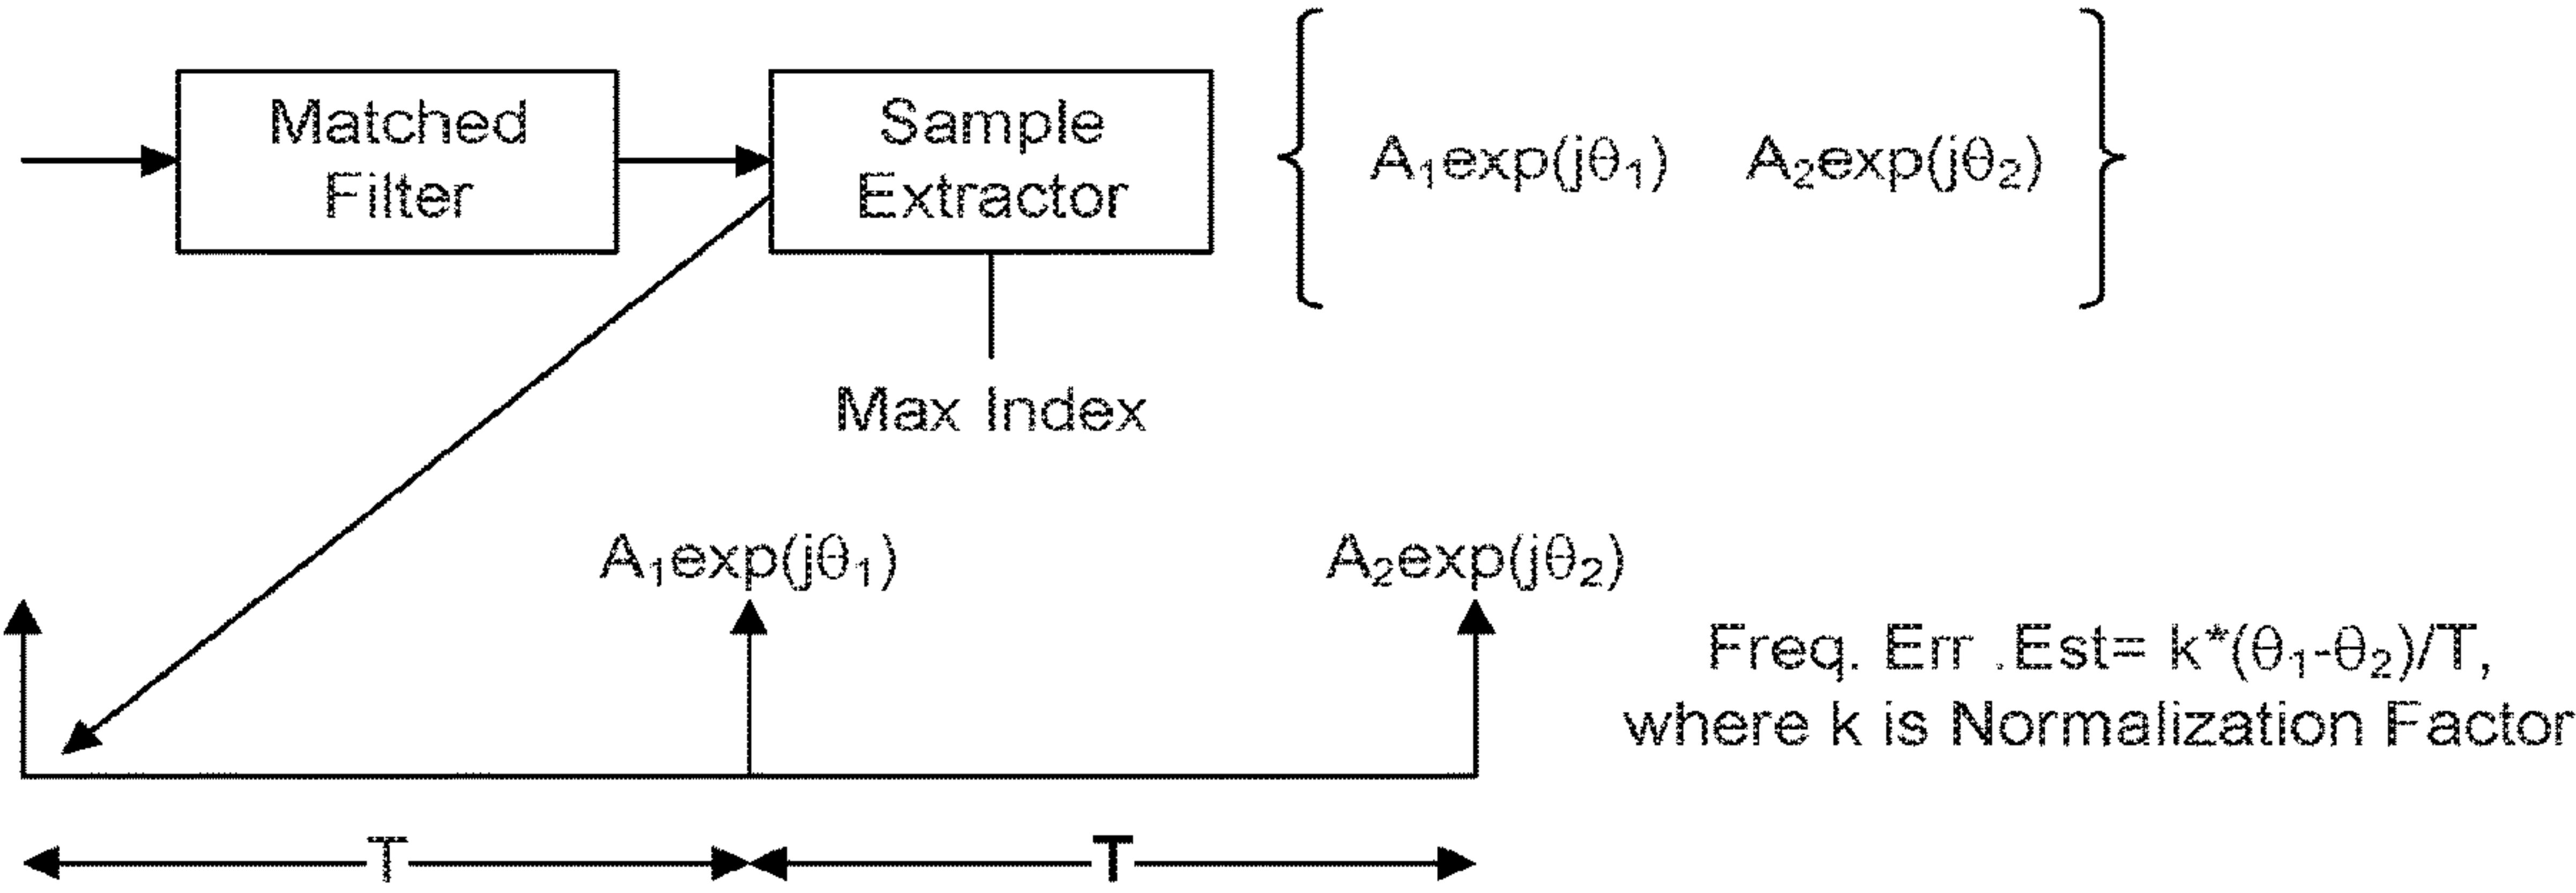 Matched
Filter
Sample
Extractor
A₁exp(jθ₁) A₂exp(jθ₂)
Max Index
A₁exp(jθ₁)
A₂exp(jθ₂)
Freq. Err .Est= k*(θ₁-θ₂)/T,
where k is Normalization Factor
T
T